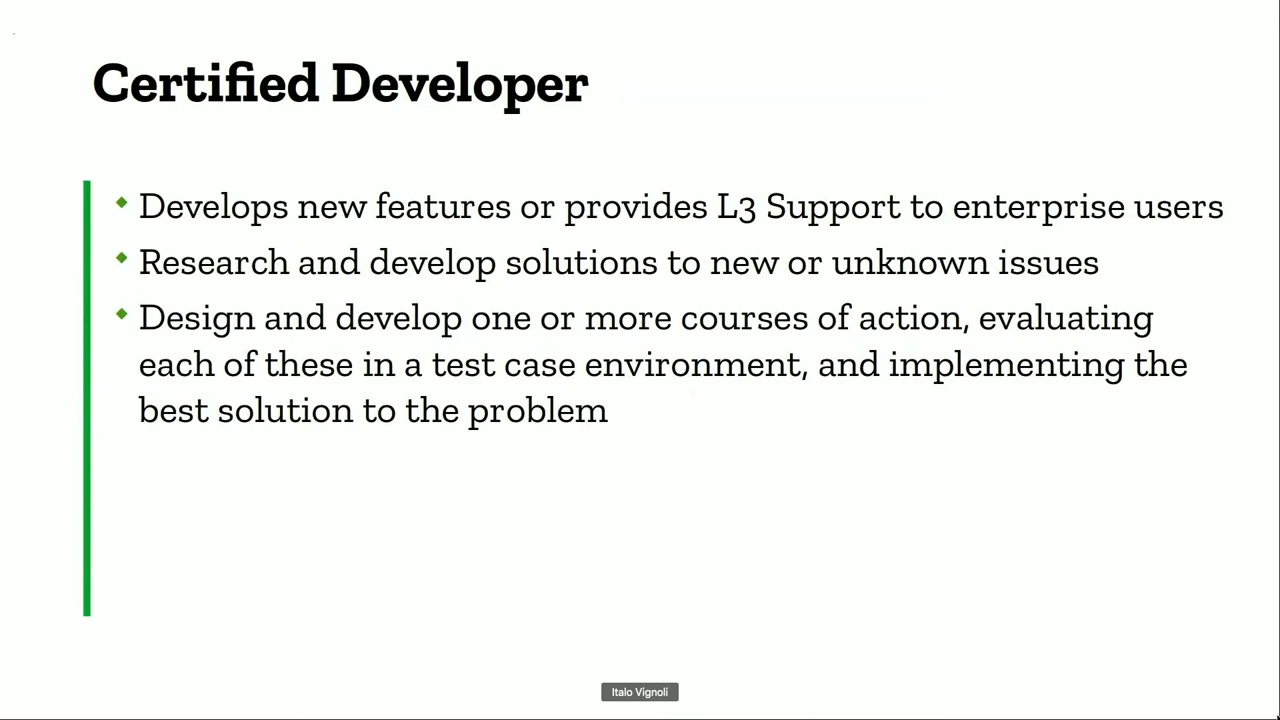 Certified Developer
Develops new features or provides L3 Support to enterprise users
Research and develop solutions to new or unknown issues
Design and develop one or more courses of action, evaluating
each of these in a test case environment, and implementing the
best solution to the problem
Italo Vignoli